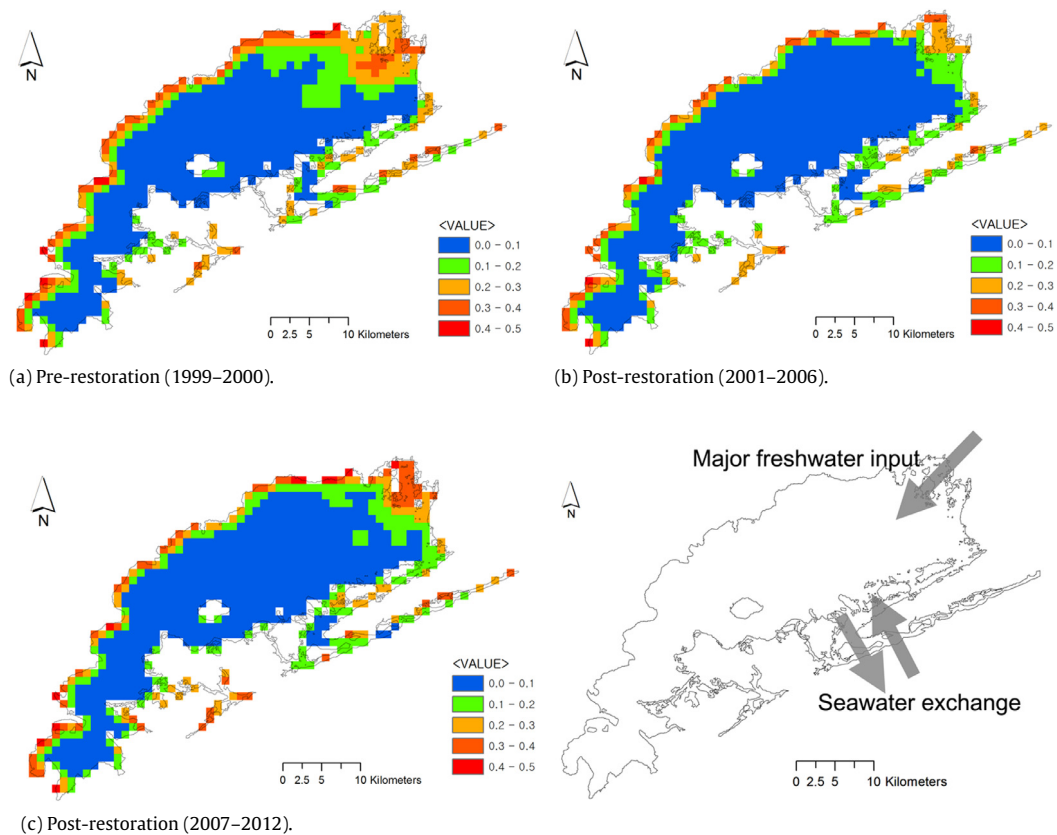 N
<VALUE>
0.0 – 0.1
0.1 – 0.2
0.2 – 0.3
0.3 – 0.4
0.4 – 0.5
0 2.5 5 10 Kilometers
(a) Pre-restoration (1999–2000).
N
<VALUE>
0.0 – 0.1
0.1 – 0.2
0.2 – 0.3
0.3 – 0.4
0.4 – 0.5
0 2.5 5 10 Kilometers
(b) Post-restoration (2001–2006).
N
<VALUE>
0.0 – 0.1
0.1 – 0.2
0.2 – 0.3
0.3 – 0.4
0.4 – 0.5
0 2.5 5 10 Kilometers
(c) Post-restoration (2007–2012).
Major freshwater input
N
Seawater exchange
0 2.5 5 10 Kilometers